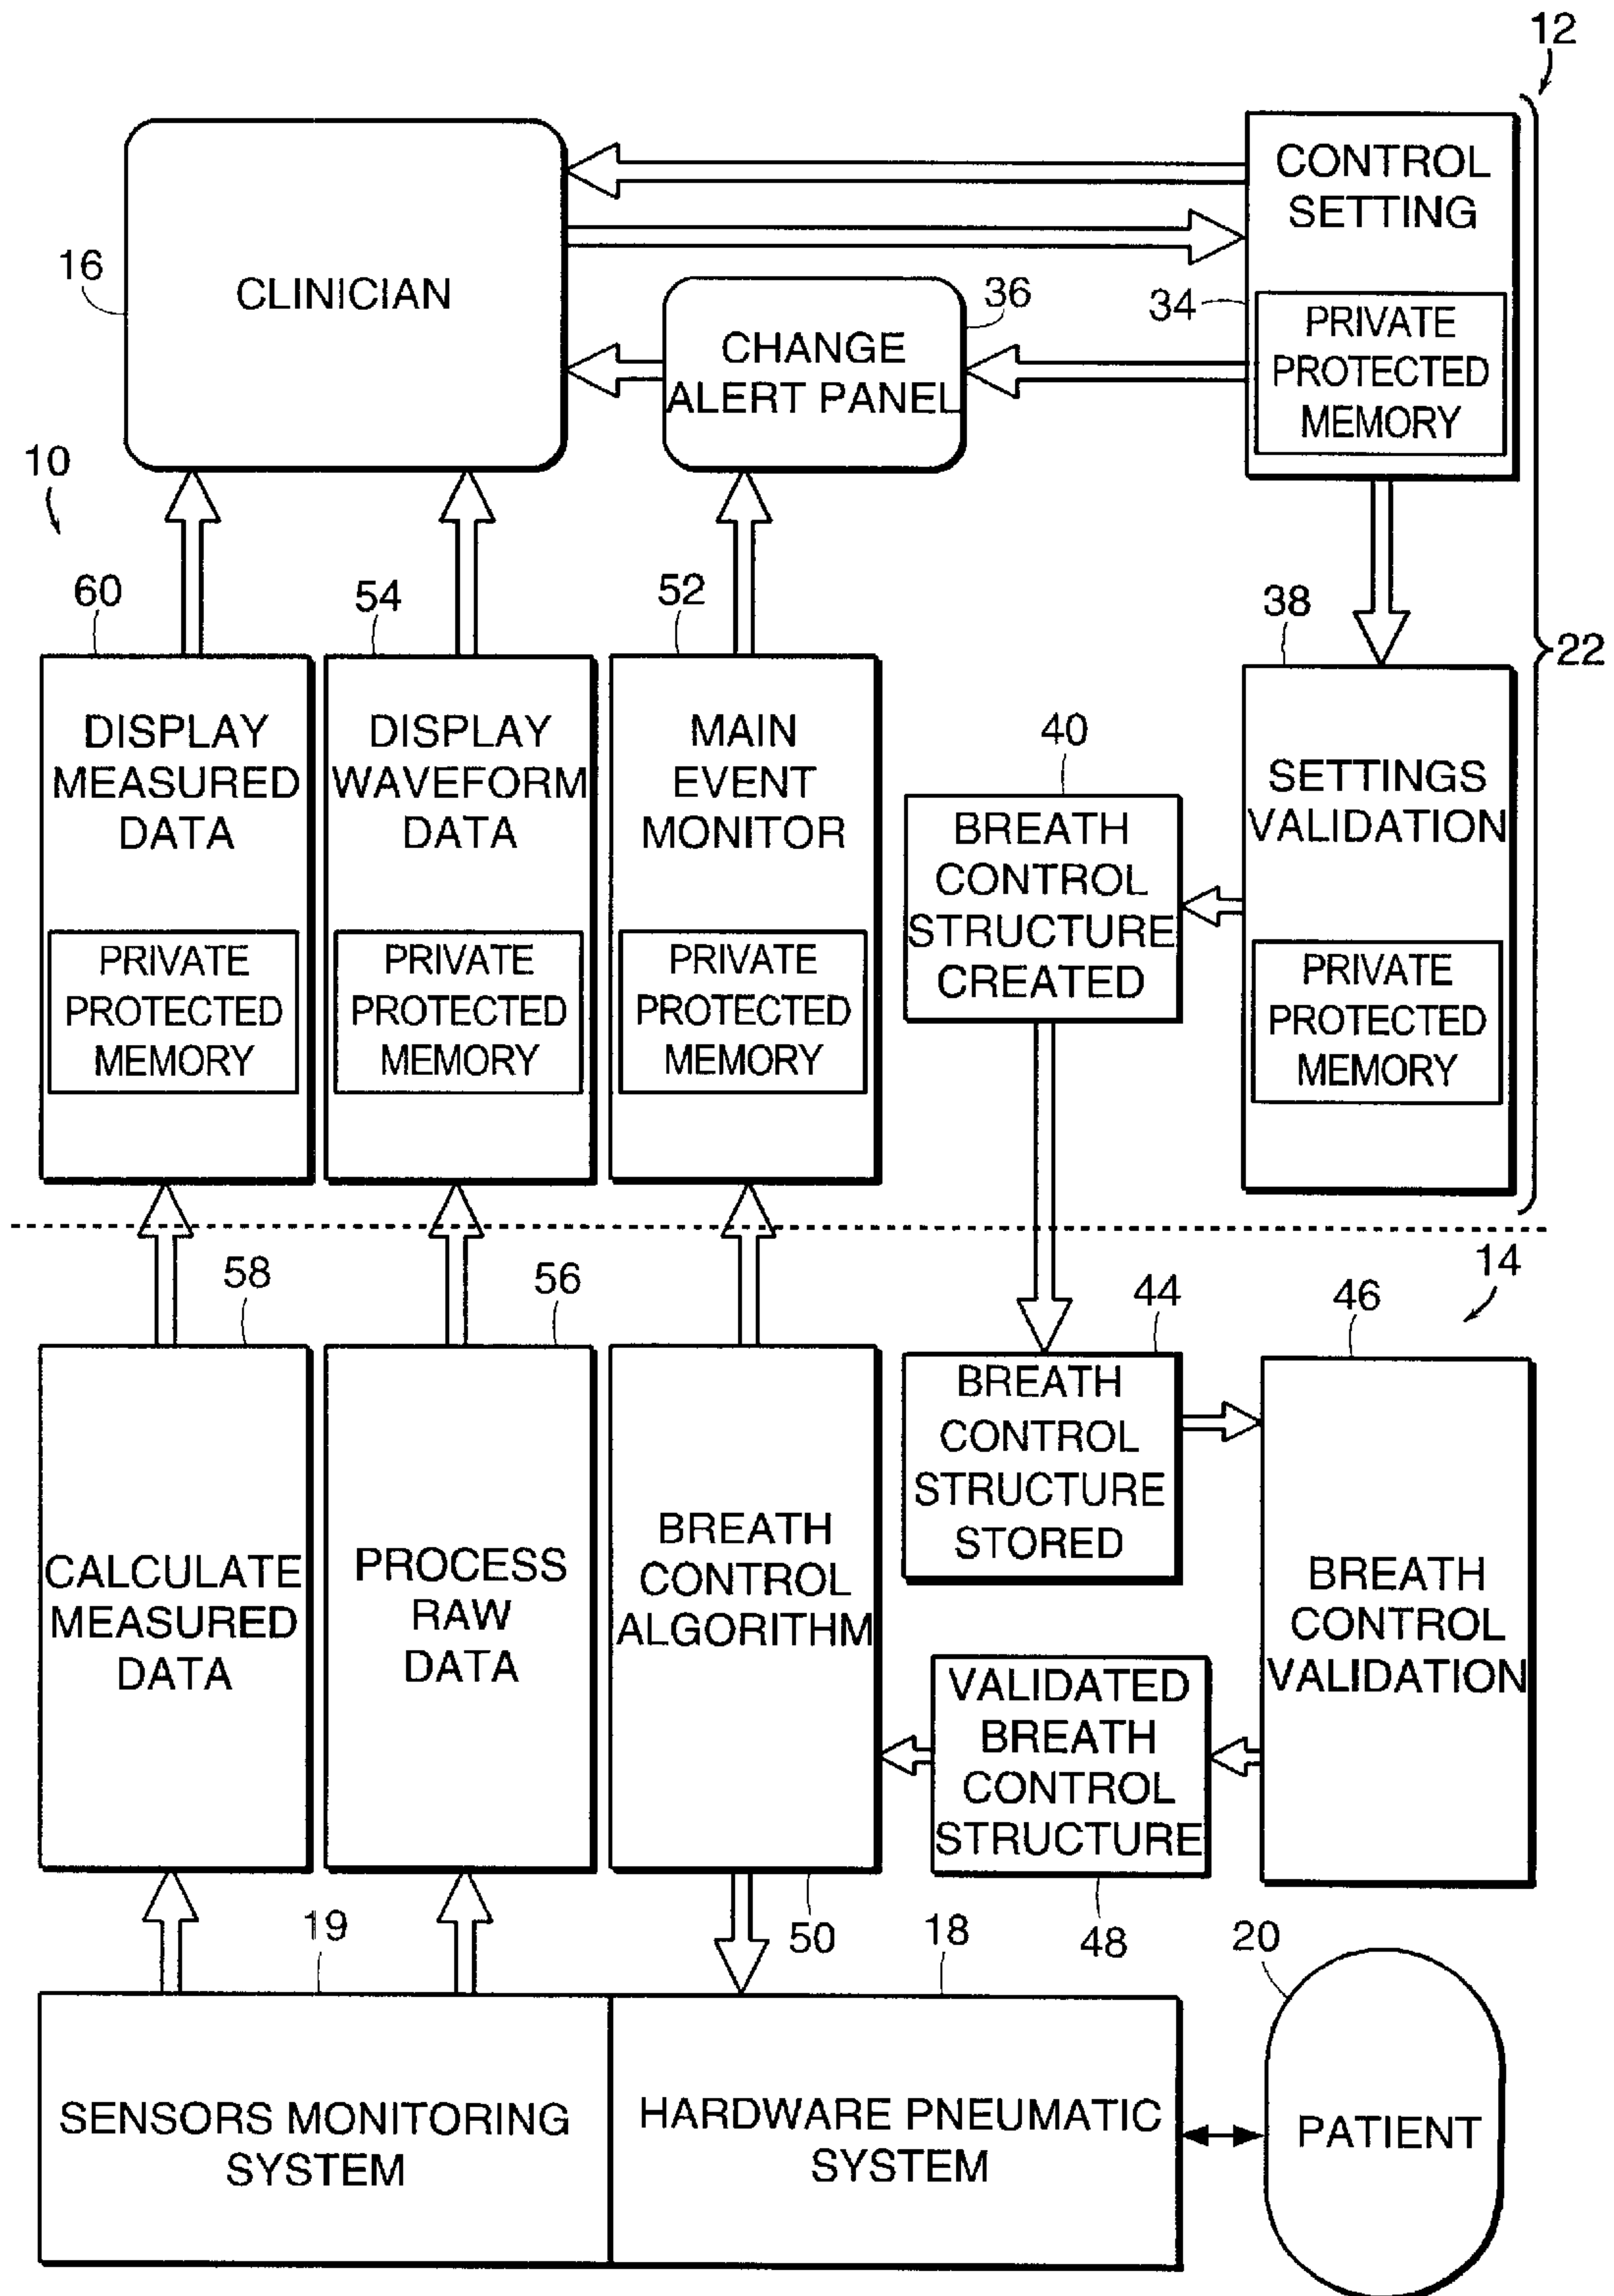 12
CLINICIAN
16
CONTROL
SETTING
34
PRIVATE
PROTECTED
MEMORY
36
CHANGE
ALERT PANEL
10
22
60
DISPLAY
MEASURED
DATA
PRIVATE
PROTECTED
MEMORY
54
DISPLAY
WAVEFORM
DATA
PRIVATE
PROTECTED
MEMORY
52
MAIN
EVENT
MONITOR
PRIVATE
PROTECTED
MEMORY
40
BREATH
CONTROL
STRUCTURE
CREATED
38
SETTINGS
VALIDATION
PRIVATE
PROTECTED
MEMORY
14
58
CALCULATE
MEASURED
DATA
56
PROCESS
RAW
DATA
BREATH
CONTROL
ALGORITHM
50
44
BREATH
CONTROL
STRUCTURE
STORED
46
BREATH
CONTROL
VALIDATION
VALIDATED
BREATH
CONTROL
STRUCTURE
48
19
SENSORS MONITORING
SYSTEM
18
HARDWARE PNEUMATIC
SYSTEM
20
PATIENT